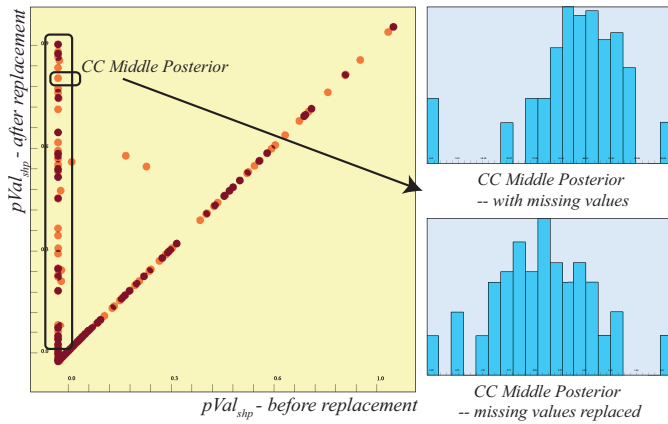 CC Middle Posterior
pVal_shp - after replacement
0.0
0.3
0.6
1.0
pVal_shp - before replacement
CC Middle Posterior
-- with missing values
CC Middle Posterior
-- missing values replaced